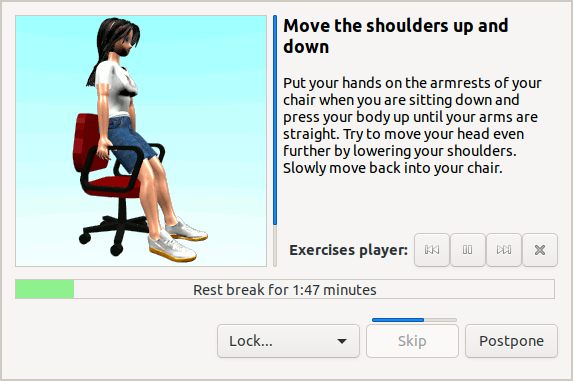 Move the shoulders up and
down
Put your hands on the armrests of your
chair when you are sitting down and
press your body up until your arms are
straight. Try to move your head even
further by lowering your shoulders.
Slowly move back into your chair.
Exercises player:
Rest break for 1:47 minutes
Lock...
Skip
Postpone